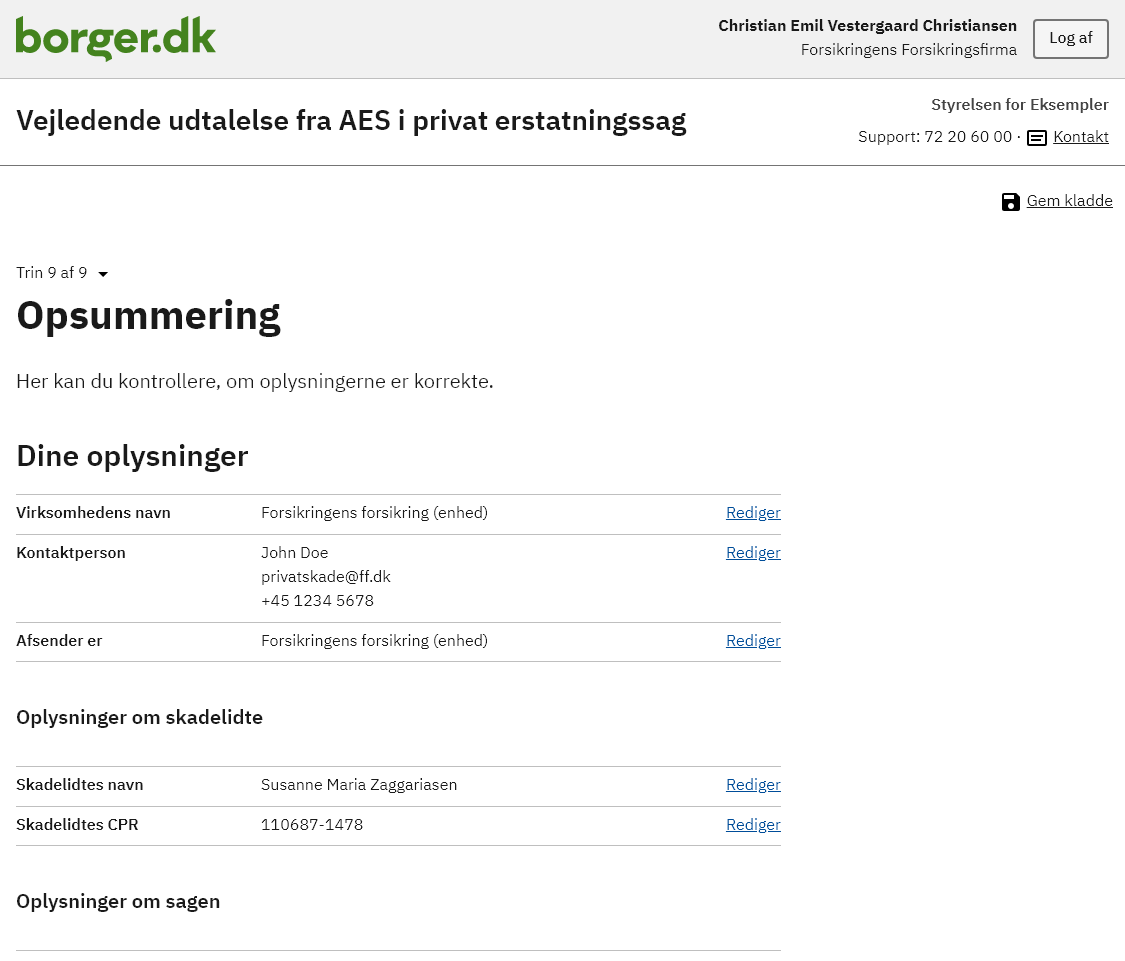 borger.dk
Christian Emil Vestergaard Christiansen
Forsikringens Forsikringsfirma
Log af
Vejledende udtalelse fra AES i privat erstatningssag
Styrelsen for Eksempler
Support: 72 20 60 00 · Kontakt
Gem kladde
Trin 9 af 9
Opsummering
Her kan du kontrollere, om oplysningerne er korrekte.
Dine oplysninger
Virksomhedens navn Forsikringens forsikring (enhed) Rediger
Kontaktperson John Doe Rediger
privatskade@ff.dk
+45 1234 5678
Afsender er Forsikringens forsikring (enhed) Rediger
Oplysninger om skadelidte
Skadelidtes navn Susanne Maria Zaggariasen Rediger
Skadelidtes CPR 110687-1478 Rediger
Oplysninger om sagen